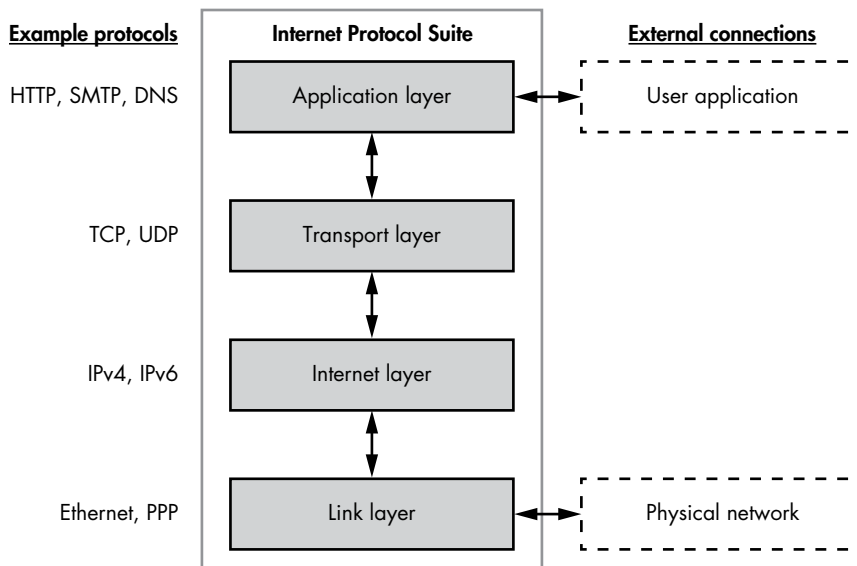 Example protocols
Internet Protocol Suite
External connections
HTTP, SMTP, DNS
Application layer
User application
TCP, UDP
Transport layer
IPv4, IPv6
Internet layer
Ethernet, PPP
Link layer
Physical network